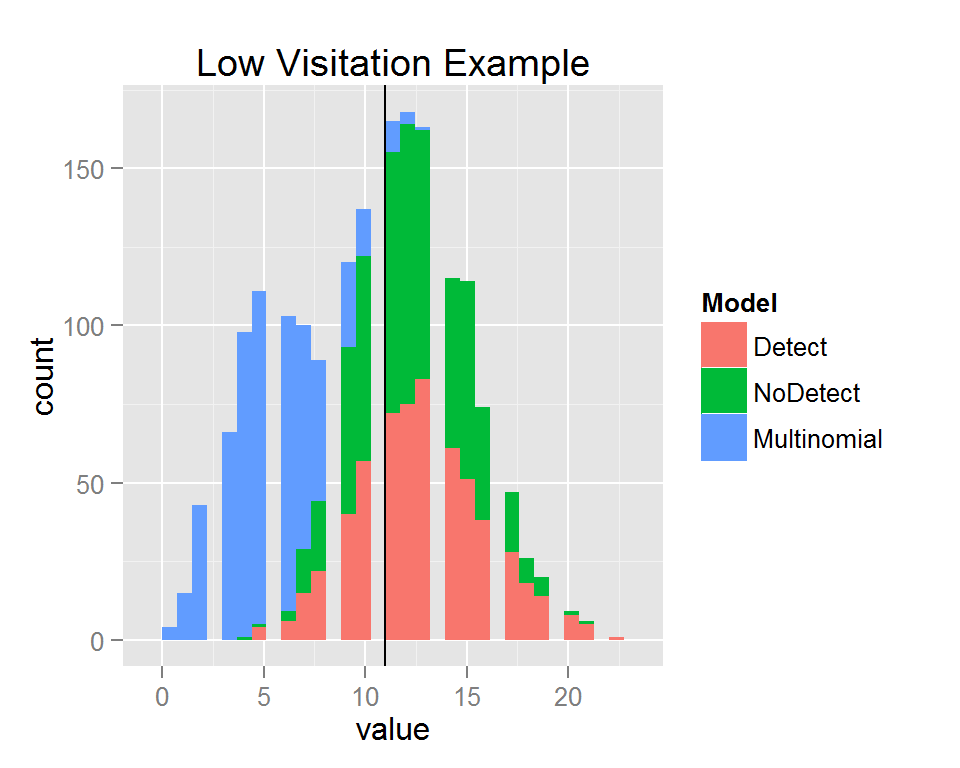 Low Visitation Example
count
150
100
50
0
0 5 10 15 20
value
Model
Detect
NoDetect
Multinomial